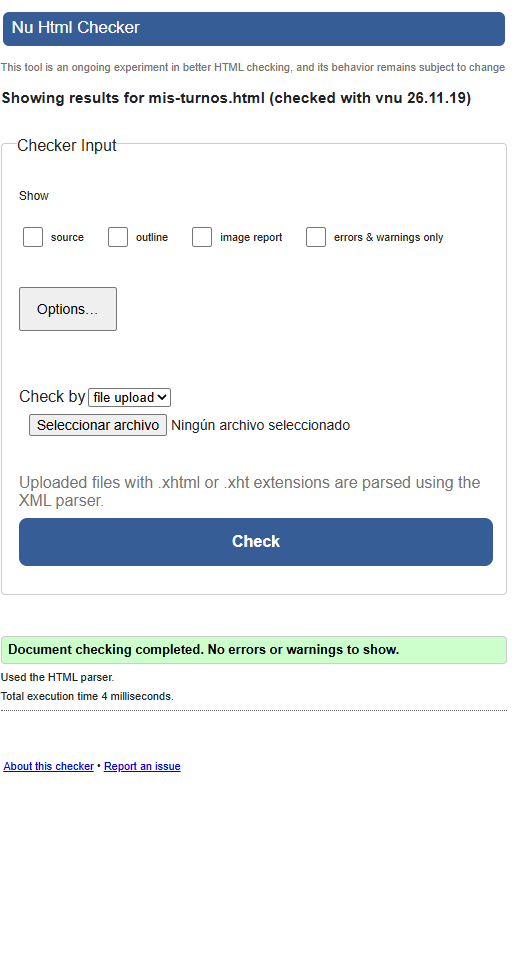 Nu Html Checker
This tool is an ongoing experiment in better HTML checking, and its behavior remains subject to change
Showing results for mis-turnos.html (checked with vnu 26.11.19)
Checker Input
Show
source outline image report errors & warnings only
Options...
Check by file upload
Seleccionar archivo Ningún archivo seleccionado
Uploaded files with .xhtml or .xht extensions are parsed using the
XML parser.
Check
Document checking completed. No errors or warnings to show.
Used the HTML parser.
Total execution time 4 milliseconds.
About this checker • Report an issue